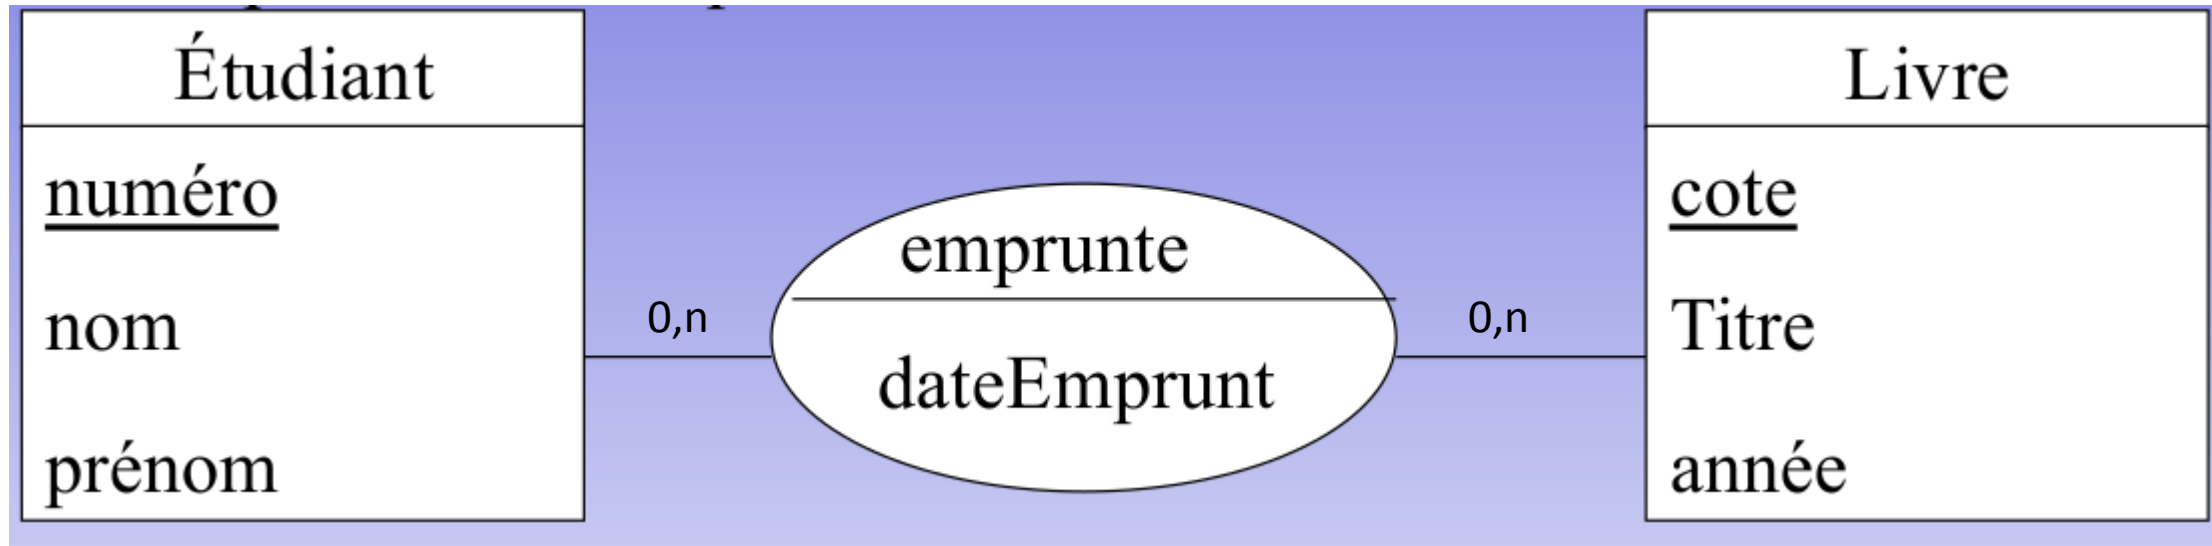 Étudiant
numéro
nom
prénom
0,n
emprunte
dateEmprunt
0,n
Livre
cote
Titre
année